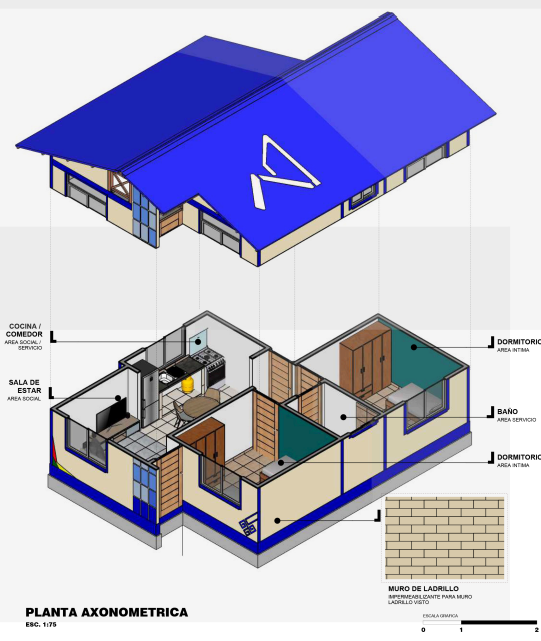 COCINA /
COMEDOR
AREA SOCIAL /
SERVICIO
SALA DE
ESTAR
AREA SOCIAL
DORMITORIO
AREA INTIMA
BAÑO
AREA SERVICIO
DORMITORIO
AREA INTIMA
MURO DE LADRILLO
IMPERMEABILIZANTE PARA MURO
LADRILLO VISTO
PLANTA AXONOMETRICA
ESC. 1:75
ESCALA GRAFICA
0 1 2